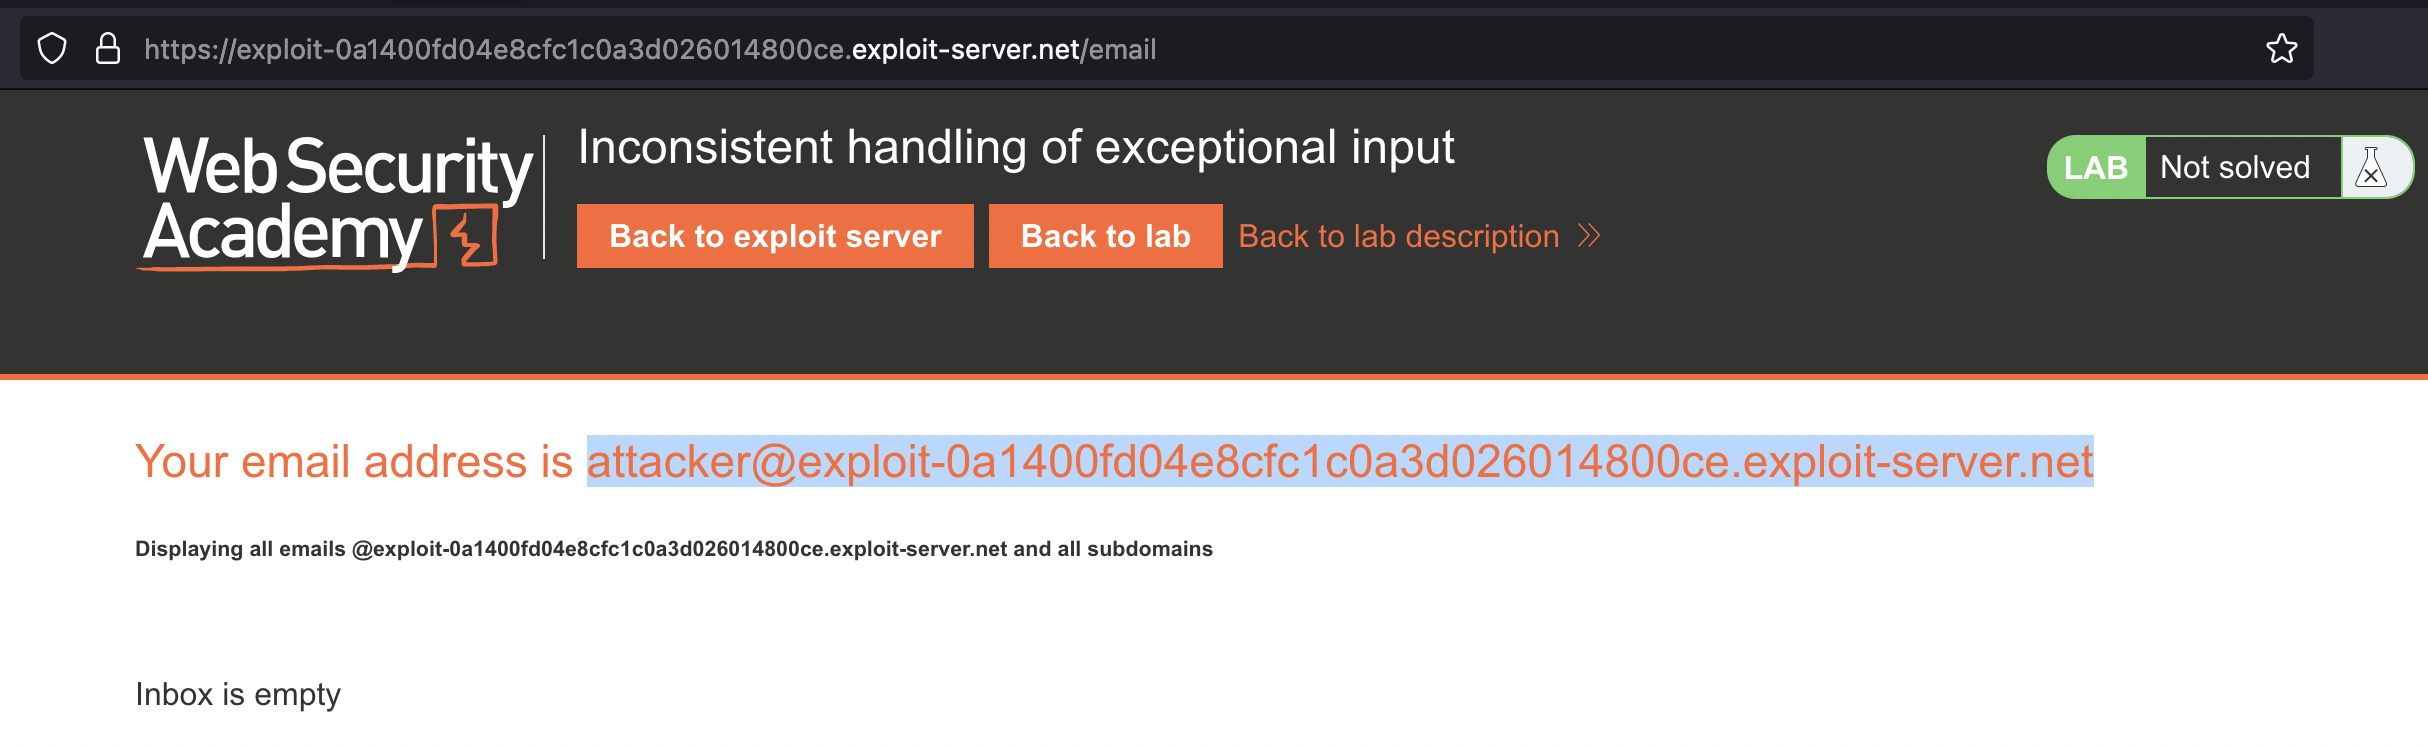 https://exploit-0a1400fd04e8cfc1c0a3d026014800ce.exploit-server.net/email
Web Security
Academy
Inconsistent handling of exceptional input
Back to exploit server
Back to lab
Back to lab description
LAB
Not solved
Your email address is attacker@exploit-0a1400fd04e8cfc1c0a3d026014800ce.exploit-server.net
Displaying all emails @exploit-0a1400fd04e8cfc1c0a3d026014800ce.exploit-server.net and all subdomains
Inbox is empty